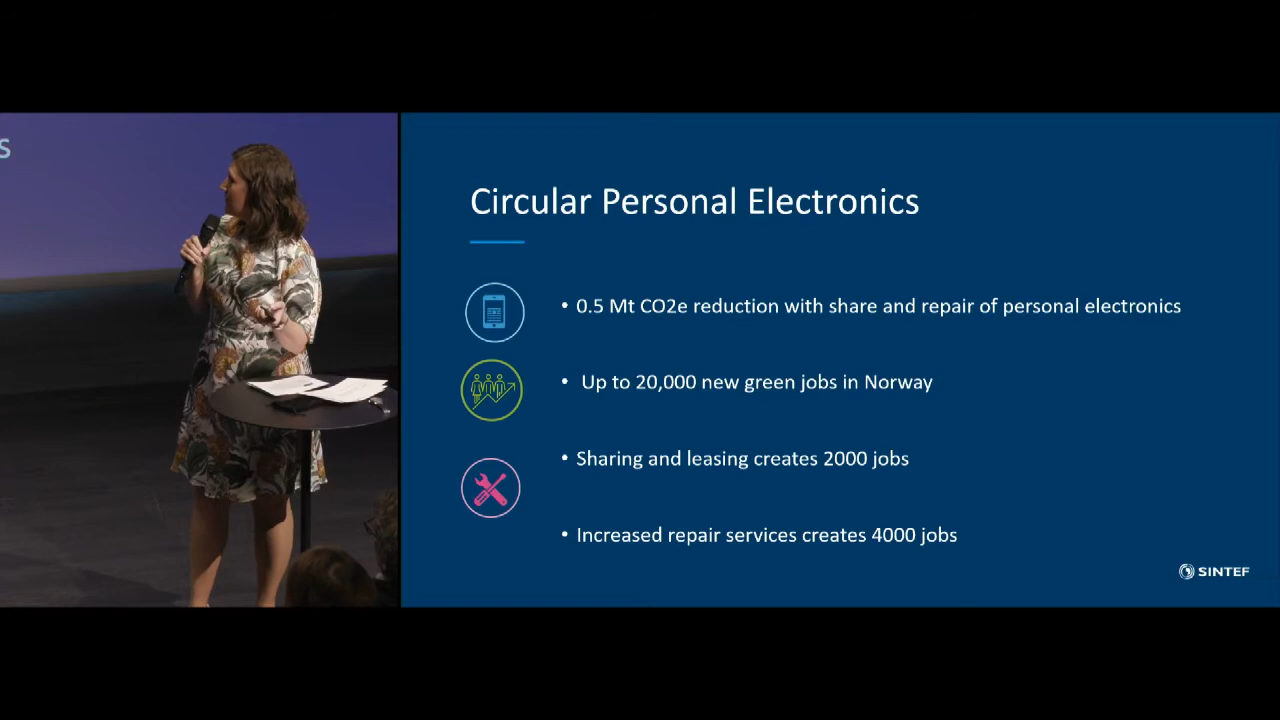 s
Circular Personal Electronics
• 0.5 Mt CO2e reduction with share and repair of personal electronics
• Up to 20,000 new green jobs in Norway
• Sharing and leasing creates 2000 jobs
• Increased repair services creates 4000 jobs
SINTEF